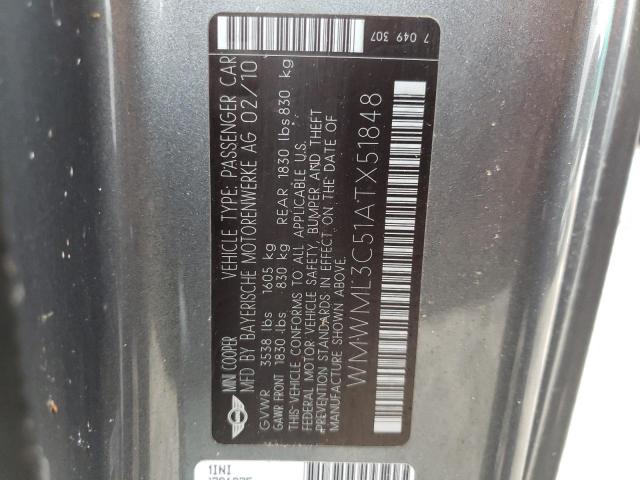 MINI COOPER VEHICLE TYPE: PASSENGER CAR
MFD BY BAYERISCHE MOTORENWERKE AG 02/10
GVWR 3538 lbs 1605 kg
GAWR FRONT 1830 lbs 830 kg REAR 1830 lbs 830 kg
THIS VEHICLE CONFORMS TO ALL APPLICABLE U.S.
FEDERAL MOTOR VEHICLE SAFETY, BUMPER AND THEFT
PREVENTION STANDARDS IN EFFECT ON THE DATE OF
MANUFACTURE SHOWN ABOVE.
WMWML3C51ATX51848
7 049 307
1INI